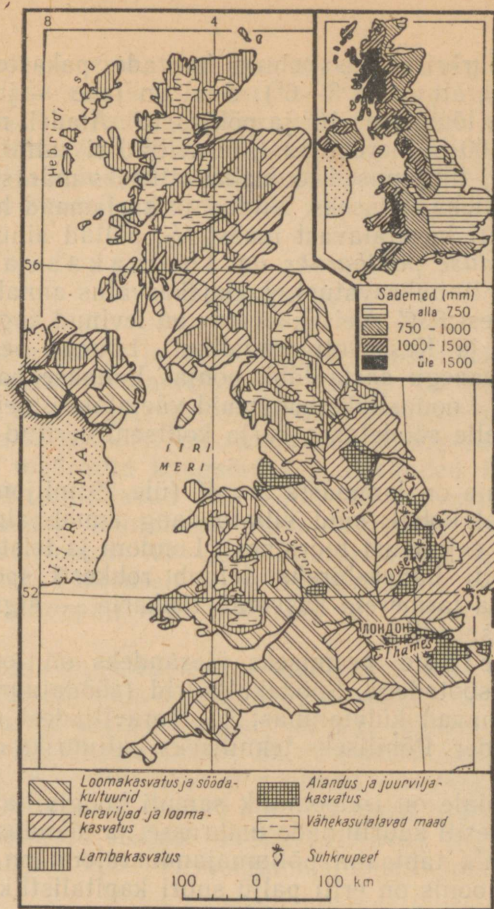 8
4
Hebriidi s-d
56
Sademed (mm)
alla 750
750 - 1000
1000 - 1500
üle 1500
IIRI
MERI
IIRIMAA
Trent
Severn
Ouse
52
ЛОНДОН
Thames
Loomakasvatus ja sööda-
kultuurid
Teraviljad ja looma-
kasvatus
Lambakasvatus
Aiandus ja juurvilja-
kasvatus
Vähekasutatavad maad
Suhkrupeet
100 0 100 km